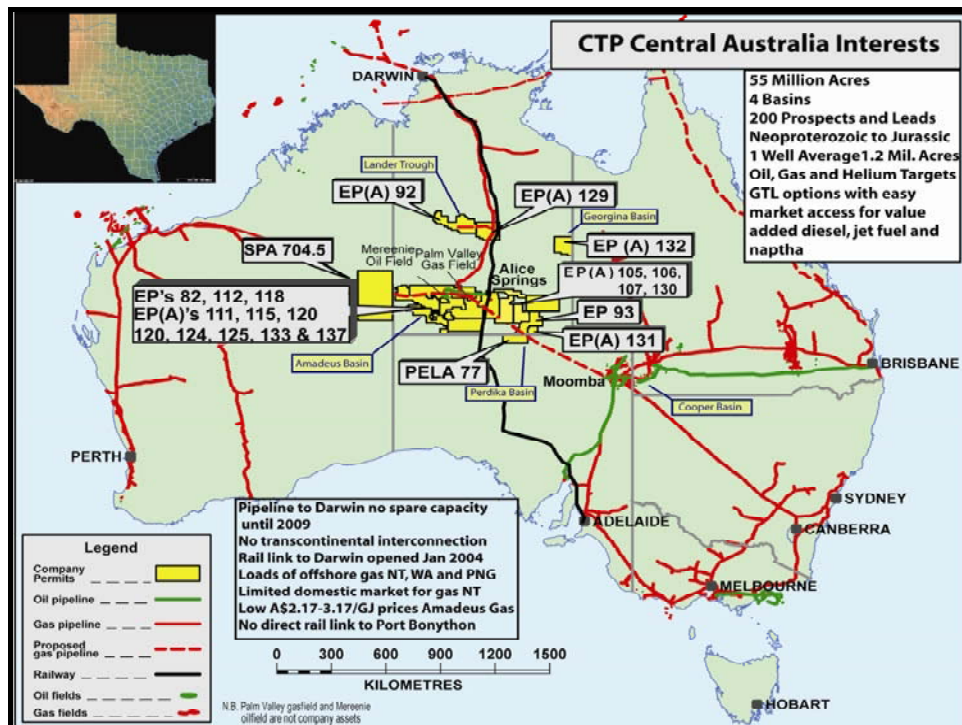 CTP Central Australia Interests
55 Million Acres
4 Basins
200 Prospects and Leads
Neoproterozoic to Jurassic
1 Well Average1.2 Mil. Acres
Oil, Gas and Helium Targets
GTL options with easy
market access for value
added diesel, jet fuel and
naptha
DARWIN
Lander Trough
EP(A) 92
EP(A) 129
Georgina Basin
EP (A) 132
SPA 704.5
Mereenie
Oil Field
Palm Valley
Gas Field
Alice
Springs
EP (A) 105, 106,
107, 130
EP's 82, 112, 118
EP(A)'s 111, 115, 120
120, 124, 125, 133 & 137
EP 93
EP(A) 131
Amadeus Basin
PELA 77
Perdika Basin
Moomba
Cooper Basin
BRISBANE
PERTH
ADELAIDE
SYDNEY
CANBERRA
MELBOURNE
HOBART
Pipeline to Darwin no spare capacity
until 2009
No transcontinental interconnection
Rail link to Darwin opened Jan 2004
Loads of offshore gas NT, WA and PNG
Limited domestic market for gas NT
Low A$2.17-3.17/GJ prices Amadeus Gas
No direct rail link to Port Bonython
Legend
Company
Permits
Oil pipeline
Gas pipeline
Proposed
gas pipeline
Railway
Oil fields
Gas fields
0 300 600 900 1200 1500
KILOMETRES
N.B. Palm Valley gasfield and Mereenie
oilfield are not company assets